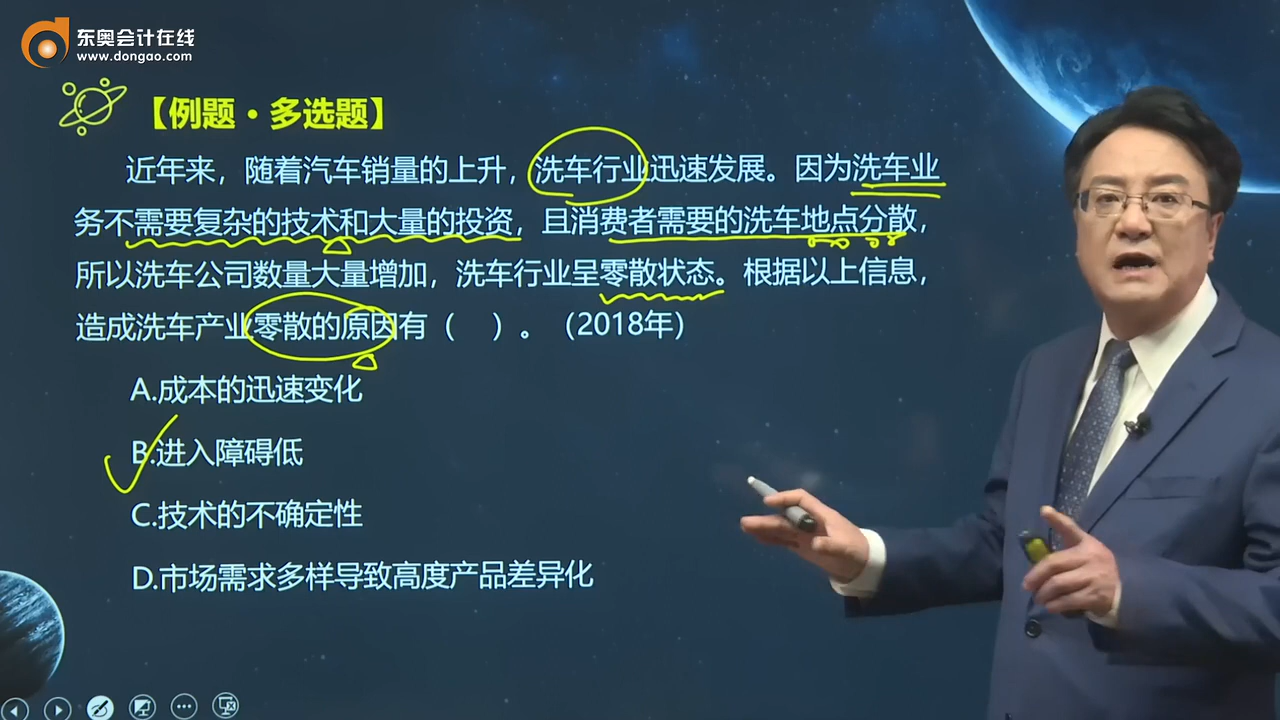 东奥会计在线
www.dongao.com
【例题·多选题】
近年来，随着汽车销量的上升，洗车行业迅速发展。因为洗车业
务不需要复杂的技术和大量的投资，且消费者需要的洗车地点分散，
所以洗车公司数量大量增加，洗车行业呈零散状态。根据以上信息，
造成洗车产业零散的原因有（　）。（2018年）
A.成本的迅速变化
B.进入障碍低
C.技术的不确定性
D.市场需求多样导致高度产品差异化